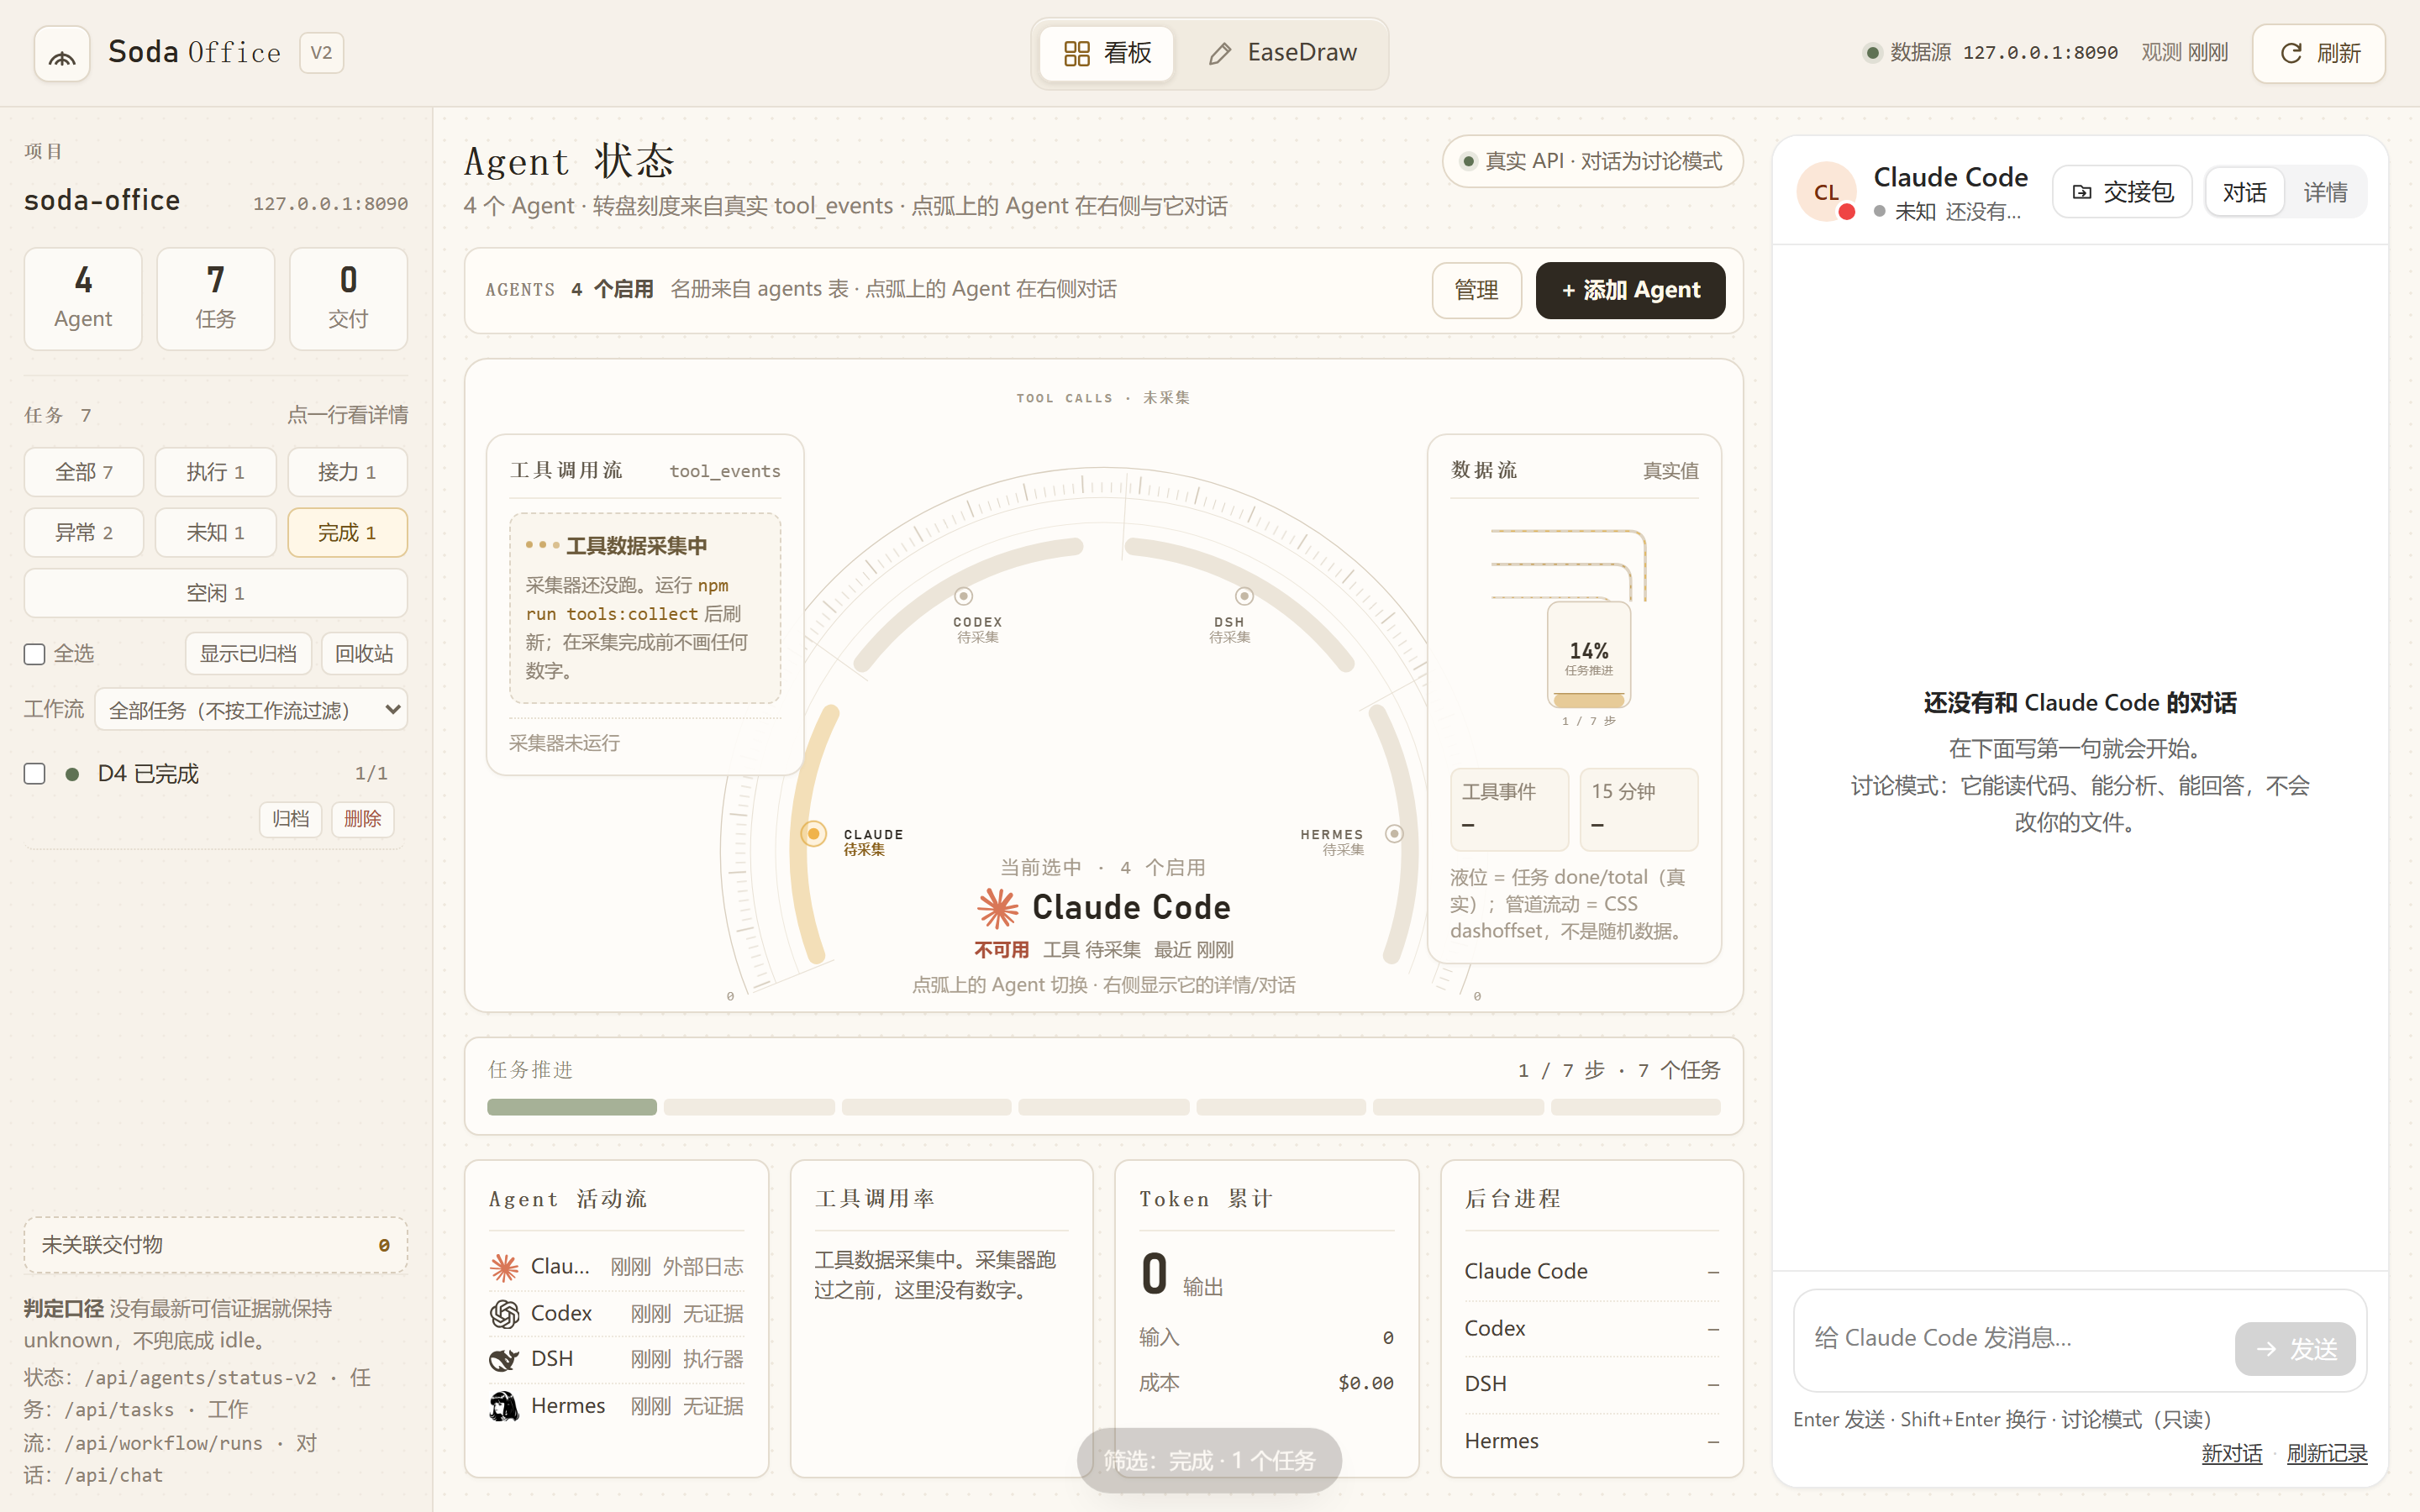 Soda Office V2
看板
EaseDraw
数据源 127.0.0.1:8090 观测 刚刚
刷新
项目
soda-office 127.0.0.1:8090
4 Agent
7 任务
0 交付
任务 7 点一行看详情
全部 7
执行 1
接力 1
异常 2
未知 1
完成 1
空闲 1
全选
显示已归档
回收站
工作流 全部任务（不按工作流过滤）
D4 已完成 1/1
归档
删除
未关联交付物 0
判定口径 没有最新可信证据就保持
unknown，不兜底成 idle。
状态：/api/agents/status-v2 · 任
务：/api/tasks · 工作
流：/api/workflow/runs · 对
话：/api/chat
Agent 状态
4 个 Agent · 转盘刻度来自真实 tool_events · 点弧上的 Agent 在右侧与它对话
真实 API · 对话为讨论模式
AGENTS 4 个启用 名册来自 agents 表 · 点弧上的 Agent 在右侧对话
管理
+ 添加 Agent
TOOL CALLS · 未采集
工具调用流 tool_events
工具数据采集中
采集器还没跑。运行 npm
run tools:collect 后刷
新；在采集完成前不画任何
数字。
采集器未运行
CODEX
待采集
DSH
待采集
CLAUDE
待采集
HERMES
待采集
0
0
当前选中 · 4 个启用
Claude Code
不可用 工具 待采集 最近 刚刚
点弧上的 Agent 切换 · 右侧显示它的详情/对话
数据流 真实值
14%
任务推进
1 / 7 步
工具事件
—
15 分钟
—
液位 = 任务 done/total（真
实）；管道流动 = CSS
dashoffset，不是随机数据。
任务推进 1 / 7 步 · 7 个任务
Agent 活动流
Clau... 刚刚 外部日志
Codex 刚刚 无证据
DSH 刚刚 执行器
Hermes 刚刚 无证据
工具调用率
工具数据采集中。采集器跑
过之前，这里没有数字。
Token 累计
0 输出
输入 0
成本 $0.00
后台进程
Claude Code —
Codex —
DSH —
Hermes —
筛选：完成 · 1 个任务
CL
Claude Code
未知 还没有...
交接包
对话
详情
还没有和 Claude Code 的对话
在下面写第一句就会开始。
讨论模式：它能读代码、能分析、能回答，不会
改你的文件。
给 Claude Code 发消息...
发送
Enter 发送 · Shift+Enter 换行 · 讨论模式（只读）
新对话 · 刷新记录